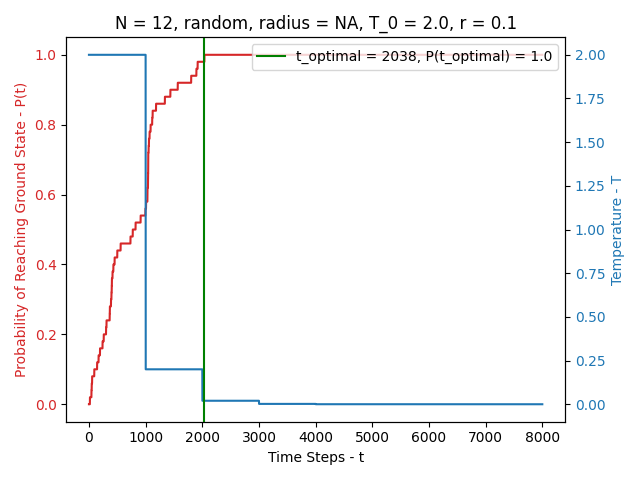 N = 12, random, radius = NA, T_0 = 2.0, r = 0.1
t_optimal = 2038, P(t_optimal) = 1.0
Probability of Reaching Ground State - P(t)
1.0
0.8
0.6
0.4
0.2
0.0
2.00
1.75
1.50
1.25
1.00
0.75
0.50
0.25
0.00
Temperature - T
0 1000 2000 3000 4000 5000 6000 7000 8000
Time Steps - t